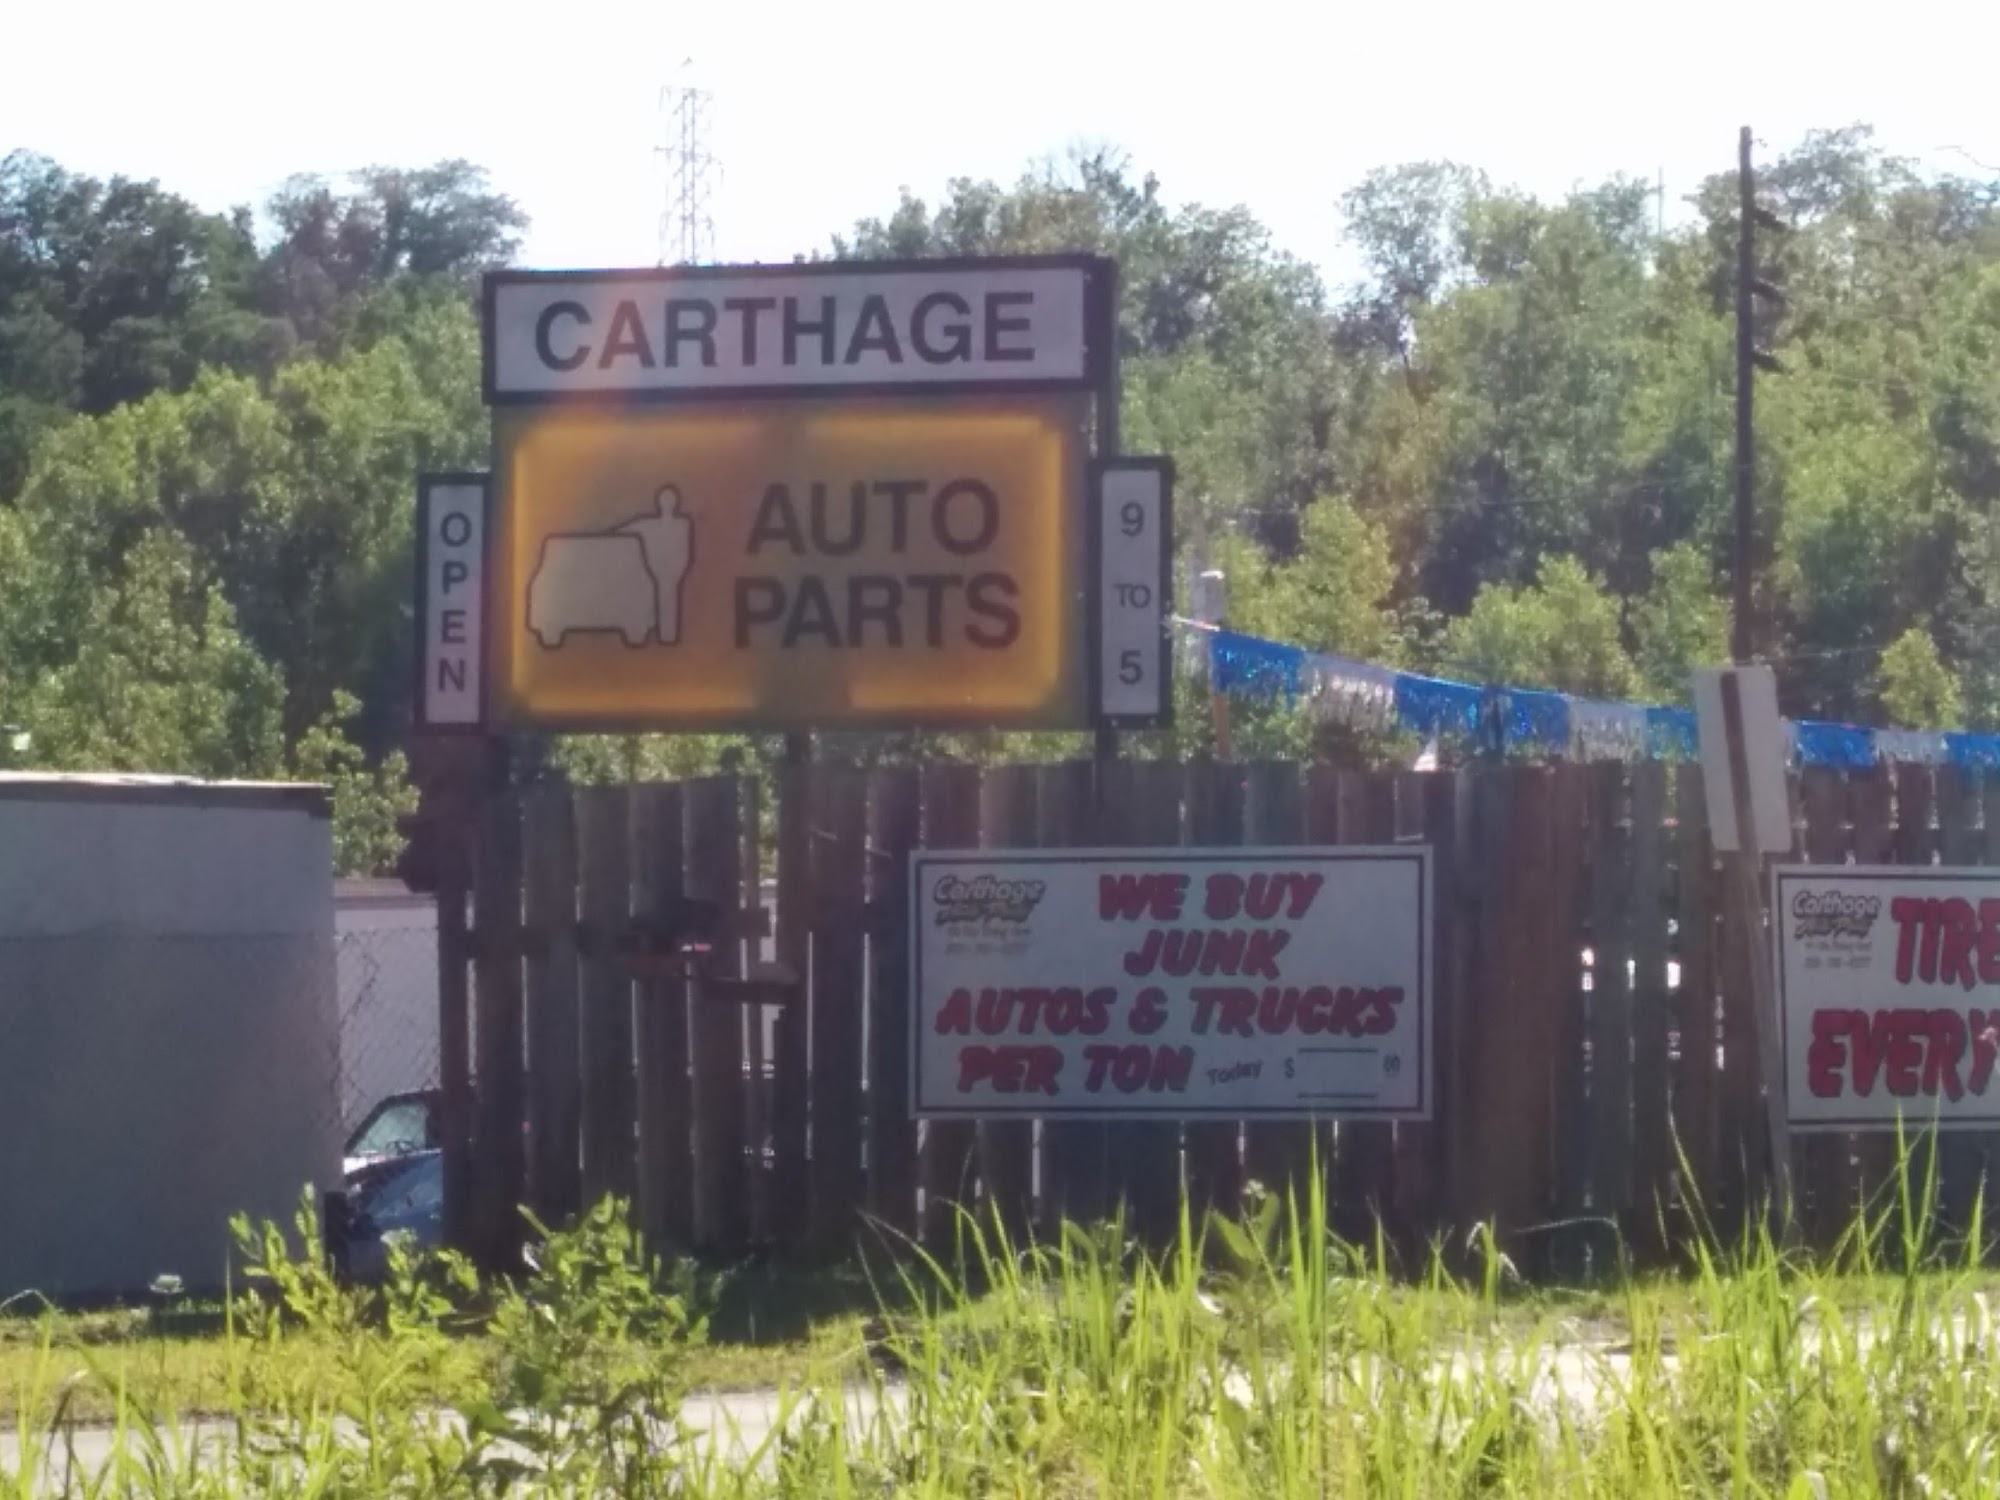 CARTHAGE
OPEN
AUTO
PARTS
9
TO
5
Carthage
WE BUY
JUNK
AUTOS & TRUCKS
PER TON Today $ 00
Carthage
TIRE
EVERY